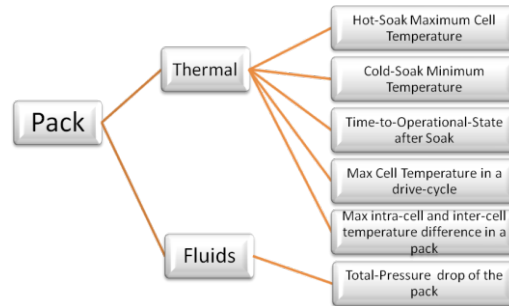 Pack
Thermal
Fluids
Hot-Soak Maximum Cell
Temperature
Cold-Soak Minimum
Temperature
Time-to-Operational-State
after Soak
Max Cell Temperature in a
drive-cycle
Max intra-cell and inter-cell
temperature difference in a
pack
Total-Pressure drop of the
pack